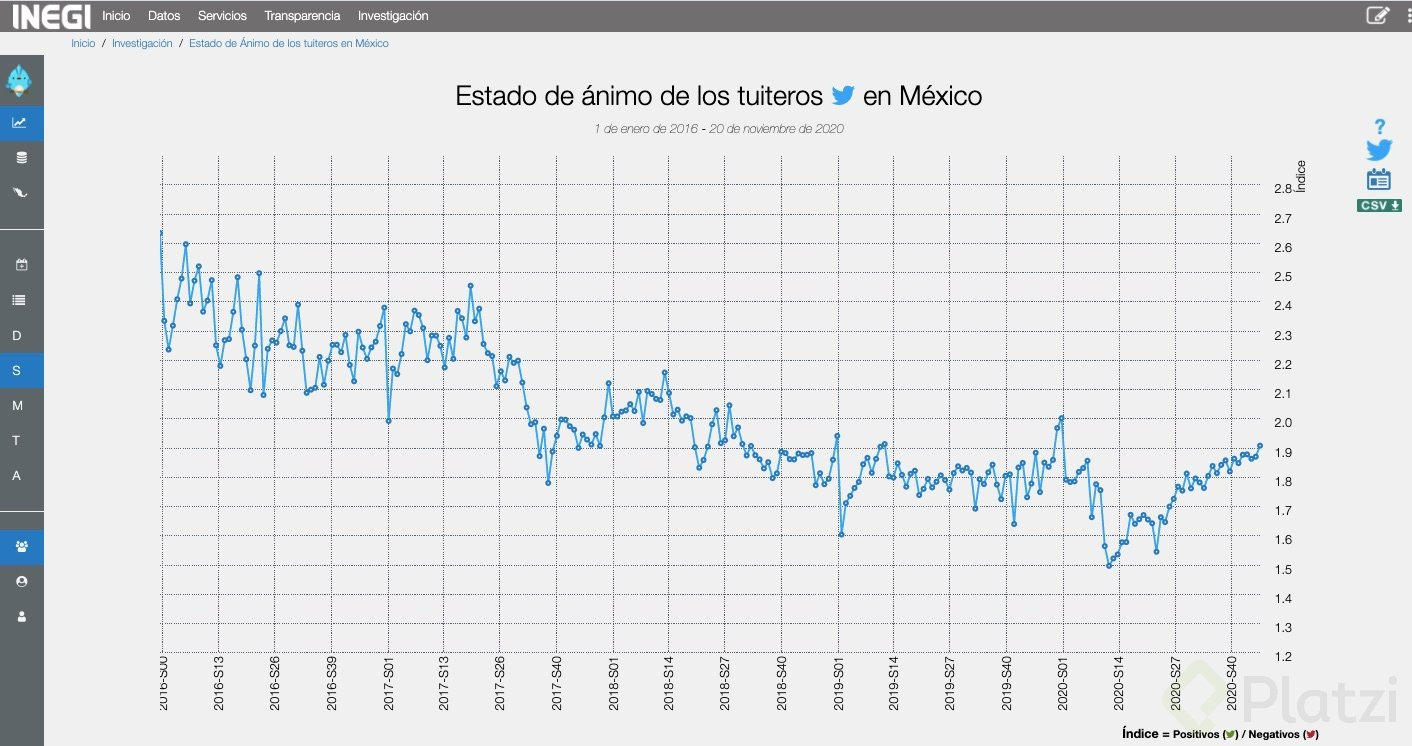 INEGI Inicio Datos Servicios Transparencia Investigación
Inicio / Investigación / Estado de Ánimo de los tuiteros en México
Estado de ánimo de los tuiteros en México
1 de enero de 2016 - 20 de noviembre de 2020
?
CSV
Índice
2.8
2.7
2.6
2.5
2.4
2.3
2.2
2.1
2.0
1.9
1.8
1.7
1.6
1.5
1.4
1.3
1.2
D
S
M
T
A
2016-S00
2016-S13
2016-S26
2016-S39
2017-S01
2017-S13
2017-S26
2017-S40
2018-S01
2018-S14
2018-S27
2018-S40
2019-S01
2019-S14
2019-S27
2019-S40
2020-S01
2020-S14
2020-S27
2020-S40
Platzi
Índice = Positivos () / Negativos ()